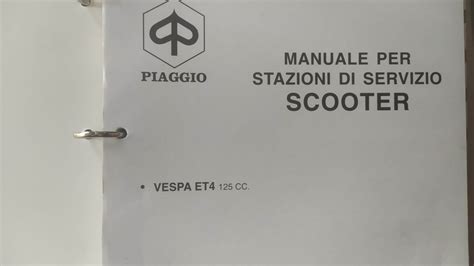 PIAGGIO
MANUALE PER
STAZIONI DI SERVIZIO
SCOOTER
• VESPA ET4 125 CC.